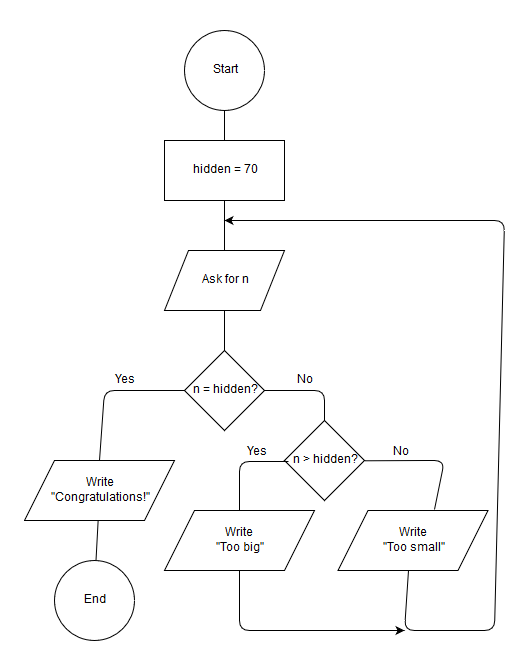 Start
hidden = 70
Ask for n
n = hidden?
Yes
No
n > hidden?
Yes
No
Write
"Congratulations!"
Write
"Too big"
Write
"Too small"
End